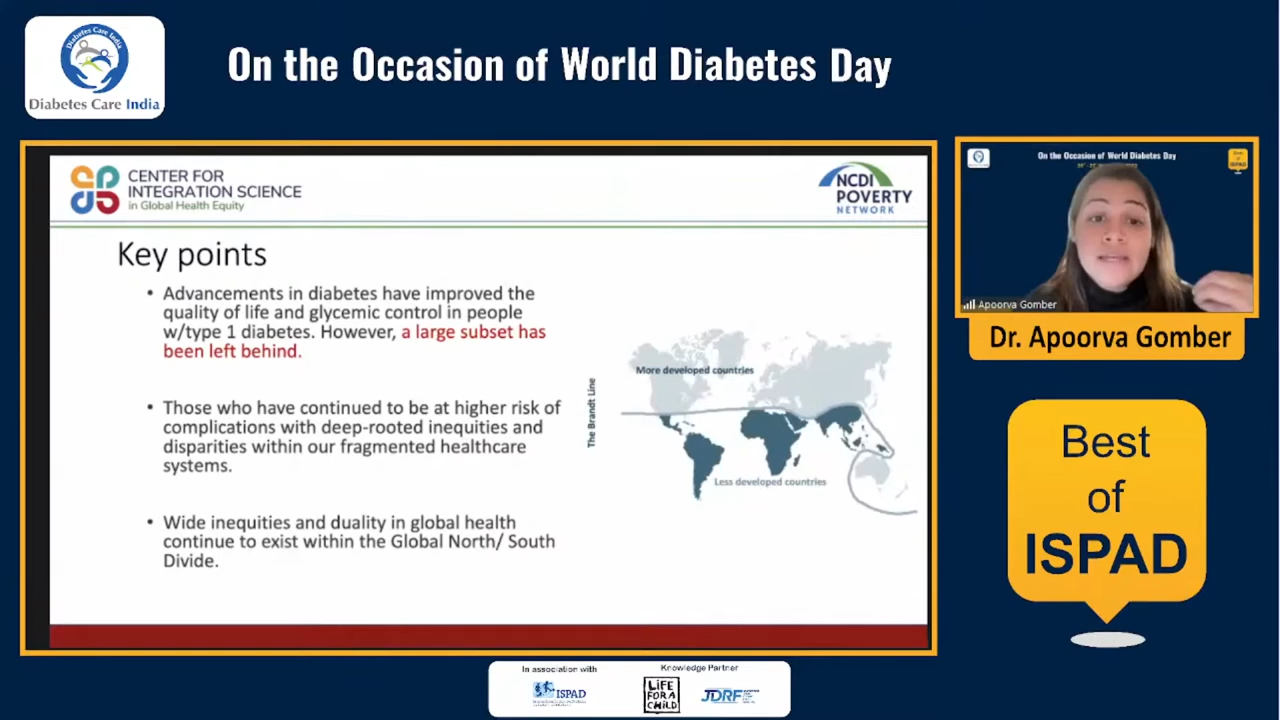 Diabetes Care India
Diabetes Care India
On the Occasion of World Diabetes Day
CENTER FOR
INTEGRATION SCIENCE
in Global Health Equity
NCDI
POVERTY
NETWORK
Key points
• Advancements in diabetes have improved the
quality of life and glycemic control in people
w/type 1 diabetes. However, a large subset has
been left behind.
• Those who have continued to be at higher risk of
complications with deep-rooted inequities and
disparities within our fragmented healthcare
systems.
• Wide inequities and duality in global health
continue to exist within the Global North/ South
Divide.
The Brandt Line
More developed countries
Less developed countries
On the Occasion of World Diabetes Day
Best
of
ISPAD
Apoorva Gomber
Dr. Apoorva Gomber
Best
of
ISPAD
In association with
ISPAD
Knowledge Partner
LiFE
FOR A
CHiLD
JDRF